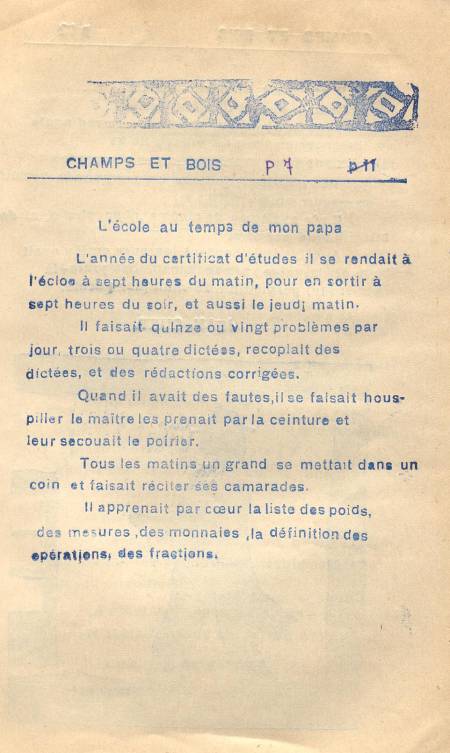 CHAMPS ET BOIS p 7 p 11
L'école au temps de mon papa
L'année du certificat d'études il se rendait à
l'écloe à sept heures du matin, pour en sortir à
sept heures du soir, et aussi le jeudi matin.
Il faisait quinze ou vingt problèmes par
jour, trois ou quatre dictées, recopiait des
dictées, et des rédactions corrigées.
Quand il avait des fautes,il se faisait hous-
piller le maître les prenait par la ceinture et
leur secouait le poirier.
Tous les matins un grand se mettait dans un
coin et faisait réciter ses camarades.
Il apprenait par cœur la liste des poids,
des mesures ,des monnaies ,la définition des
opérations, des fractions.